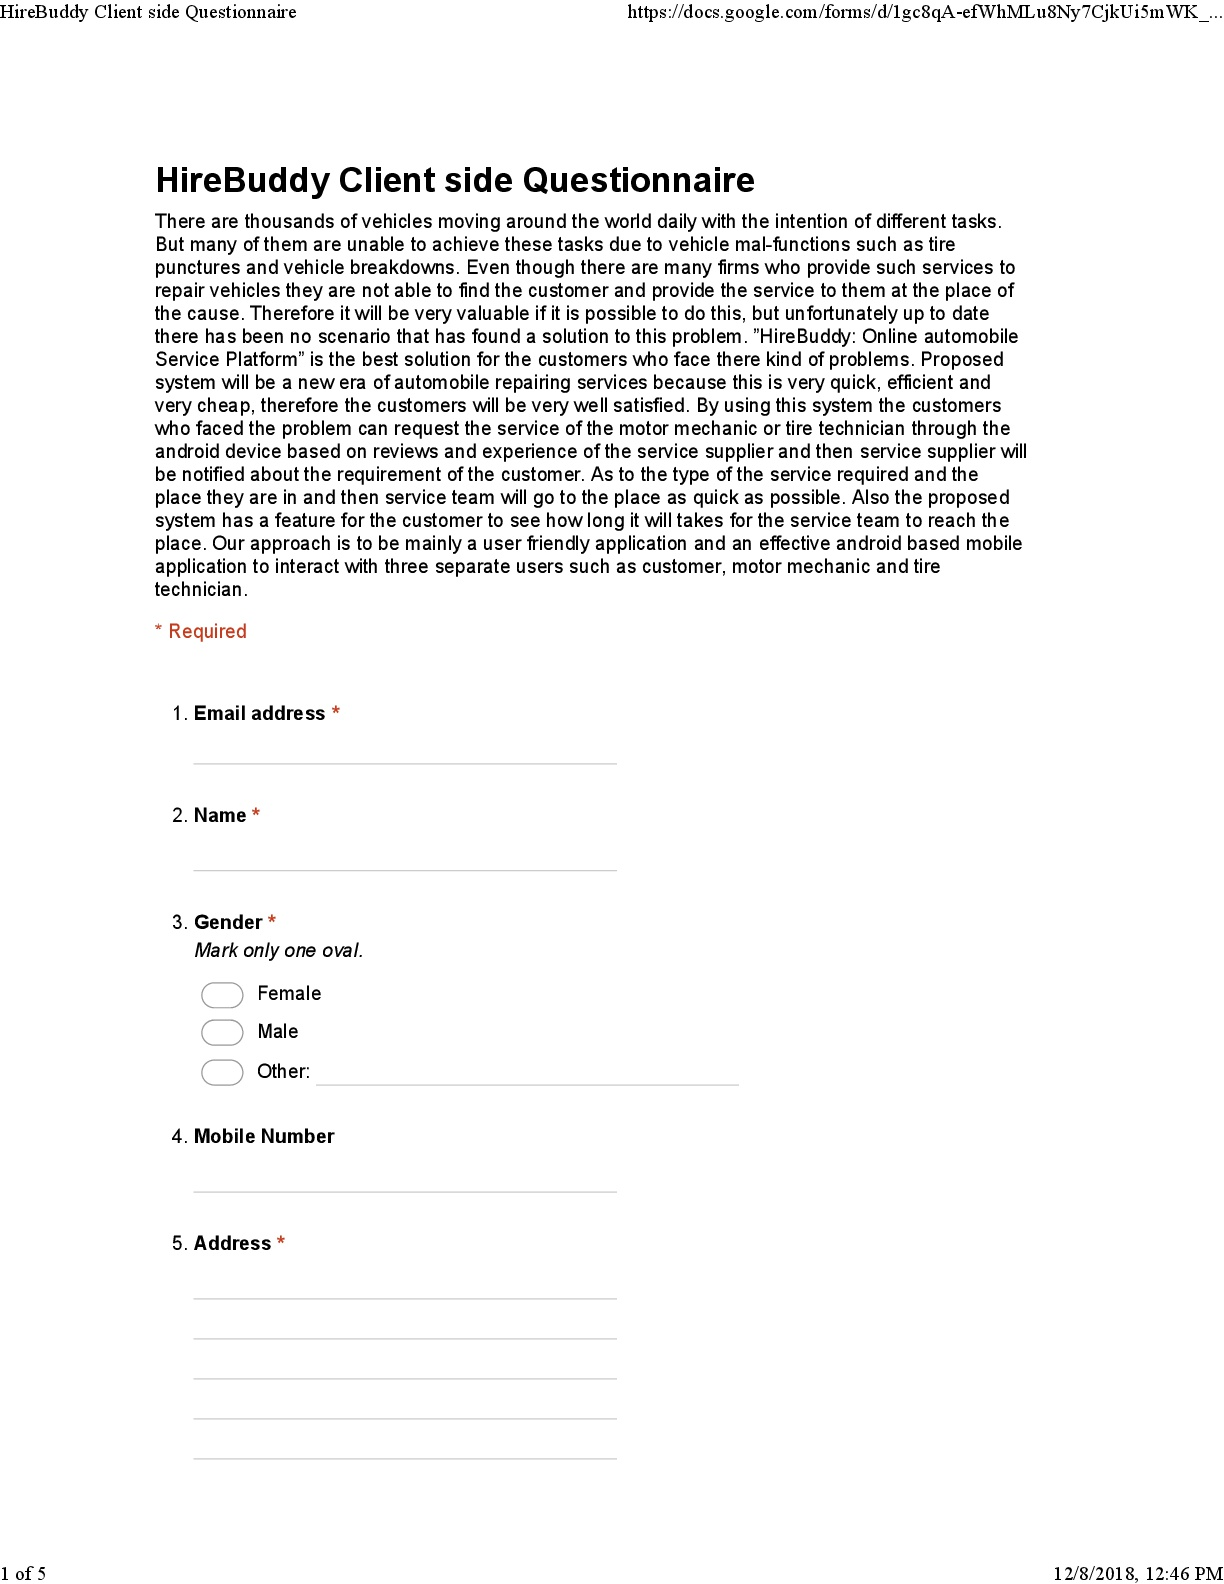 HireBuddy Client side Questionnaire
https://docs.google.com/forms/d/1gc8qA-efWhMLu8Ny7CjkUi5mWK_...
HireBuddy Client side Questionnaire
There are thousands of vehicles moving around the world daily with the intention of different tasks.
But many of them are unable to achieve these tasks due to vehicle mal-functions such as tire
punctures and vehicle breakdowns. Even though there are many firms who provide such services to
repair vehicles they are not able to find the customer and provide the service to them at the place of
the cause. Therefore it will be very valuable if it is possible to do this, but unfortunately up to date
there has been no scenario that has found a solution to this problem. ”HireBuddy: Online automobile
Service Platform” is the best solution for the customers who face there kind of problems. Proposed
system will be a new era of automobile repairing services because this is very quick, efficient and
very cheap, therefore the customers will be very well satisfied. By using this system the customers
who faced the problem can request the service of the motor mechanic or tire technician through the
android device based on reviews and experience of the service supplier and then service supplier will
be notified about the requirement of the customer. As to the type of the service required and the
place they are in and then service team will go to the place as quick as possible. Also the proposed
system has a feature for the customer to see how long it will takes for the service team to reach the
place. Our approach is to be mainly a user friendly application and an effective android based mobile
application to interact with three separate users such as customer, motor mechanic and tire
technician.
* Required
1. Email address *
2. Name *
3. Gender *
Mark only one oval.
Female
Male
Other:
4. Mobile Number
5. Address *
1 of 5
12/8/2018, 12:46 PM